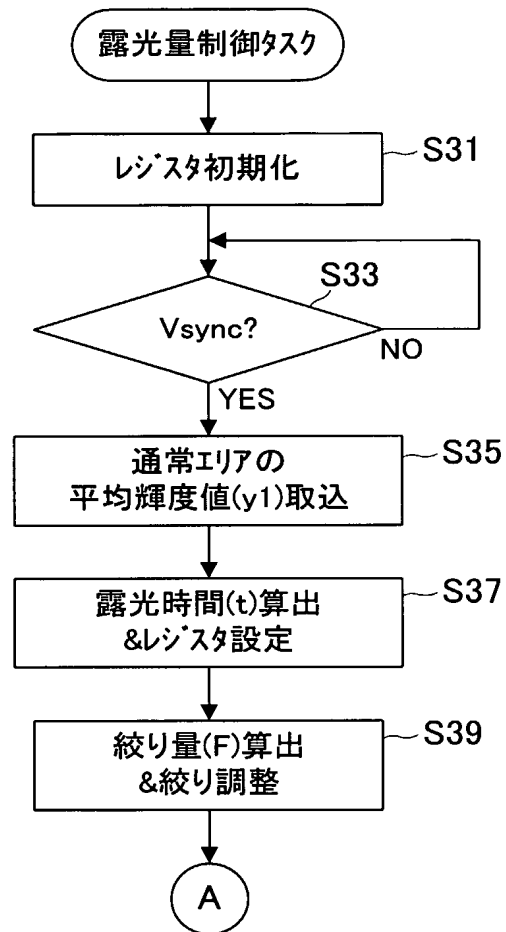 露光量制御ﾀｽｸ
ﾚｼﾞｽﾀ初期化
S31
S33
Vsync?
NO
YES
通常ｴﾘｱの
平均輝度値(y1)取込
S35
露光時間(t)算出
&ﾚｼﾞｽﾀ設定
S37
絞り量(F)算出
&絞り調整
S39
A